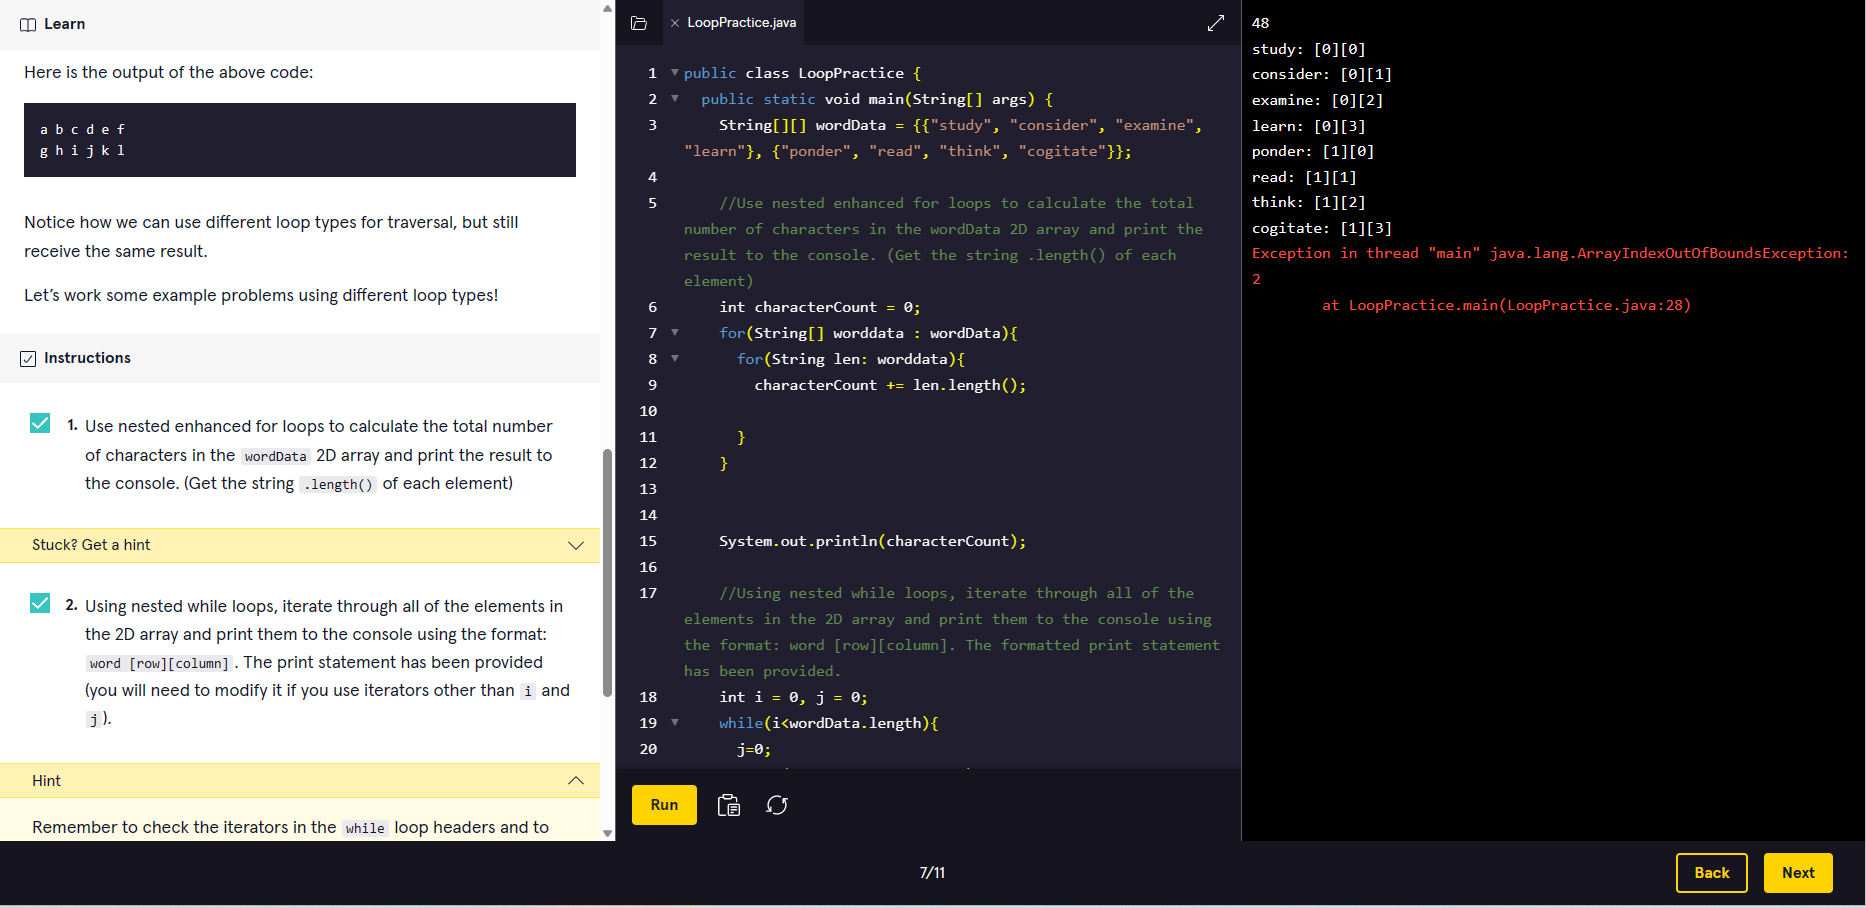 Learn
Here is the output of the above code:
a b c d e f
g h i j k l
Notice how we can use different loop types for traversal, but still
receive the same result.
Let’s work some example problems using different loop types!
Instructions
1. Use nested enhanced for loops to calculate the total number
of characters in the wordData 2D array and print the result to
the console. (Get the string .length() of each element)
Stuck? Get a hint
2. Using nested while loops, iterate through all of the elements in
the 2D array and print them to the console using the format:
word [row][column]. The print statement has been provided
(you will need to modify it if you use iterators other than i and
j).
Hint
Remember to check the iterators in the while loop headers and to
LoopPractice.java
1 public class LoopPractice {
2 public static void main(String[] args) {
3 String[][] wordData = {{"study", "consider", "examine",
"learn"}, {"ponder", "read", "think", "cogitate"}};
4
5 //Use nested enhanced for loops to calculate the total
number of characters in the wordData 2D array and print the
result to the console. (Get the string .length() of each
element)
6 int characterCount = 0;
7 for(String[] worddata : wordData){
8 for(String len: worddata){
9 characterCount += len.length();
10
11 }
12 }
13
14
15 System.out.println(characterCount);
16
17 //Using nested while loops, iterate through all of the
elements in the 2D array and print them to the console using
the format: word [row][column]. The formatted print statement
has been provided.
18 int i = 0, j = 0;
19 while(i<wordData.length){
20 j=0;
Run
48
study: [0][0]
consider: [0][1]
examine: [0][2]
learn: [0][3]
ponder: [1][0]
read: [1][1]
think: [1][2]
cogitate: [1][3]
Exception in thread "main" java.lang.ArrayIndexOutOfBoundsException:
2
at LoopPractice.main(LoopPractice.java:28)
7/11
Back
Next